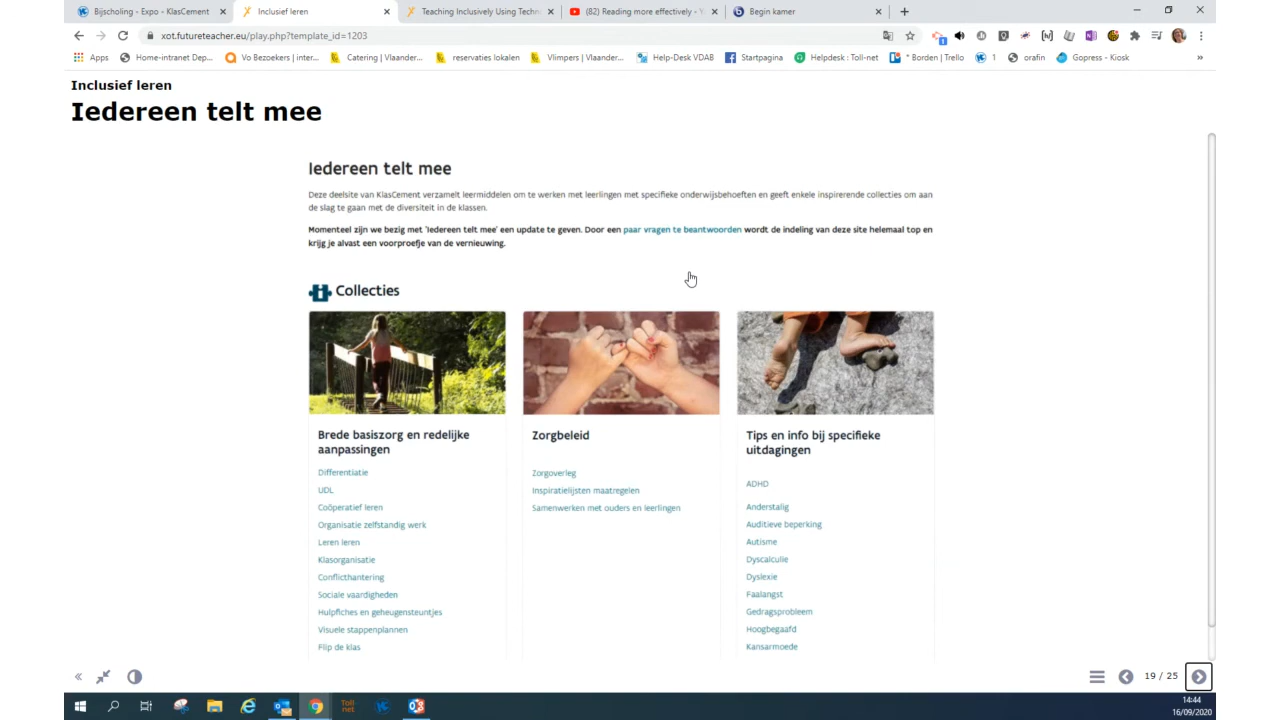 Bijscholing - Expo - KlasCement
Inclusief leren
Teaching Inclusively Using Techn
(82) Reading more effectively - Y
Begin kamer
xot.futureteacher.eu/play.php?template_id=1203
Apps
Home-intranet Dep...
Vo Bezoekers | inter...
Catering | Vlaander...
reservaties lokalen
Vlimpers | Vlaander...
Help-Desk VDAB
Startpagina
Helpdesk : Toll-net
* Borden | Trello
1
orafin
Gopress - Kiosk
»
Inclusief leren
Iedereen telt mee
Iedereen telt mee
Deze deelsite van KlasCement verzamelt leermiddelen om te werken met leerlingen met specifieke onderwijsbehoeften en geeft enkele inspirerende collecties om aan
de slag te gaan met de diversiteit in de klassen.
Momenteel zijn we bezig met 'Iedereen telt mee' een update te geven. Door een paar vragen te beantwoorden wordt de indeling van deze site helemaal top en
krijg je alvast een voorproefje van de vernieuwing.
Collecties
Brede basiszorg en redelijke
aanpassingen
Differentiatie
UDL
Coöperatief leren
Organisatie zelfstandig werk
Leren leren
Klasorganisatie
Conflicthantering
Sociale vaardigheden
Hulpfiches en geheugensteuntjes
Visuele stappenplannen
Flip de klas
Zorgbeleid
Zorgoverleg
Inspiratielijsten maatregelen
Samenwerken met ouders en leerlingen
Tips en info bij specifieke
uitdagingen
ADHD
Anderstalig
Auditieve beperking
Autisme
Dyscalculie
Dyslexie
Faalangst
Gedragsprobleem
Hoogbegaafd
Kansarmoede
«
19 / 25
Toll-
net
14:44
16/09/2020